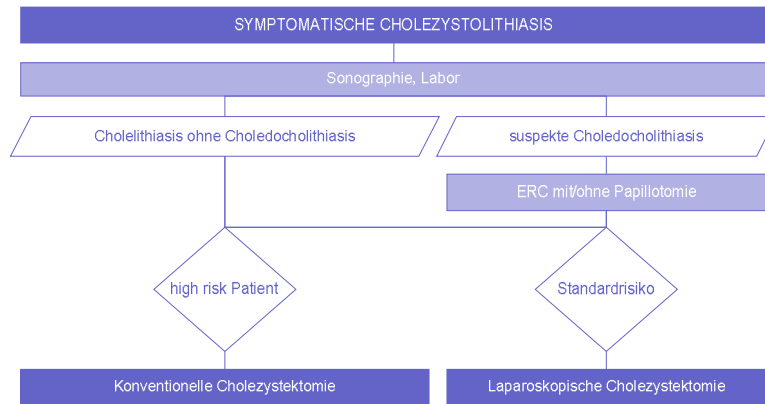 SYMPTOMATISCHE CHOLEZYSTOLITHIASIS
Sonographie, Labor
Cholelithiasis ohne Choledocholithiasis
suspekte Choledocholithiasis
ERC mit/ohne Papillotomie
high risk Patient
Standardrisiko
Konventionelle Cholezystektomie
Laparoskopische Cholezystektomie